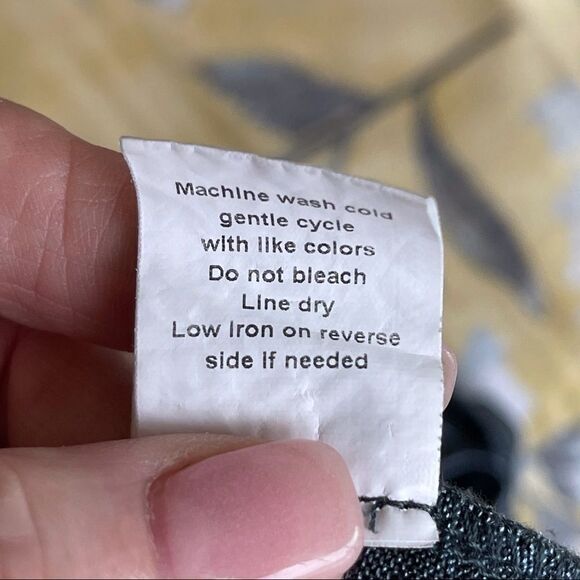 Machine wash cold
gentle cycle
with like colors
Do not bleach
Line dry
Low Iron on reverse
side if needed